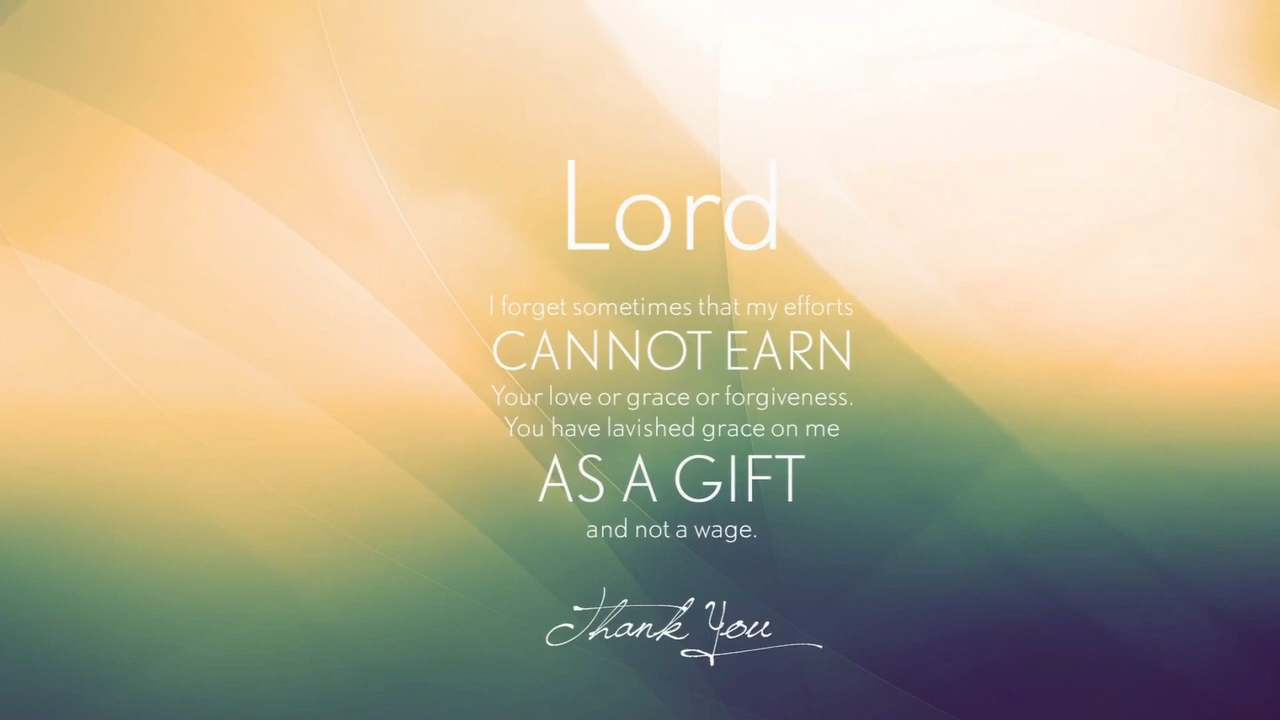 Lord
I forget sometimes that my efforts
CANNOT EARN
Your love or grace or forgiveness.
You have lavished grace on me
AS A GIFT
and not a wage.
Thank You